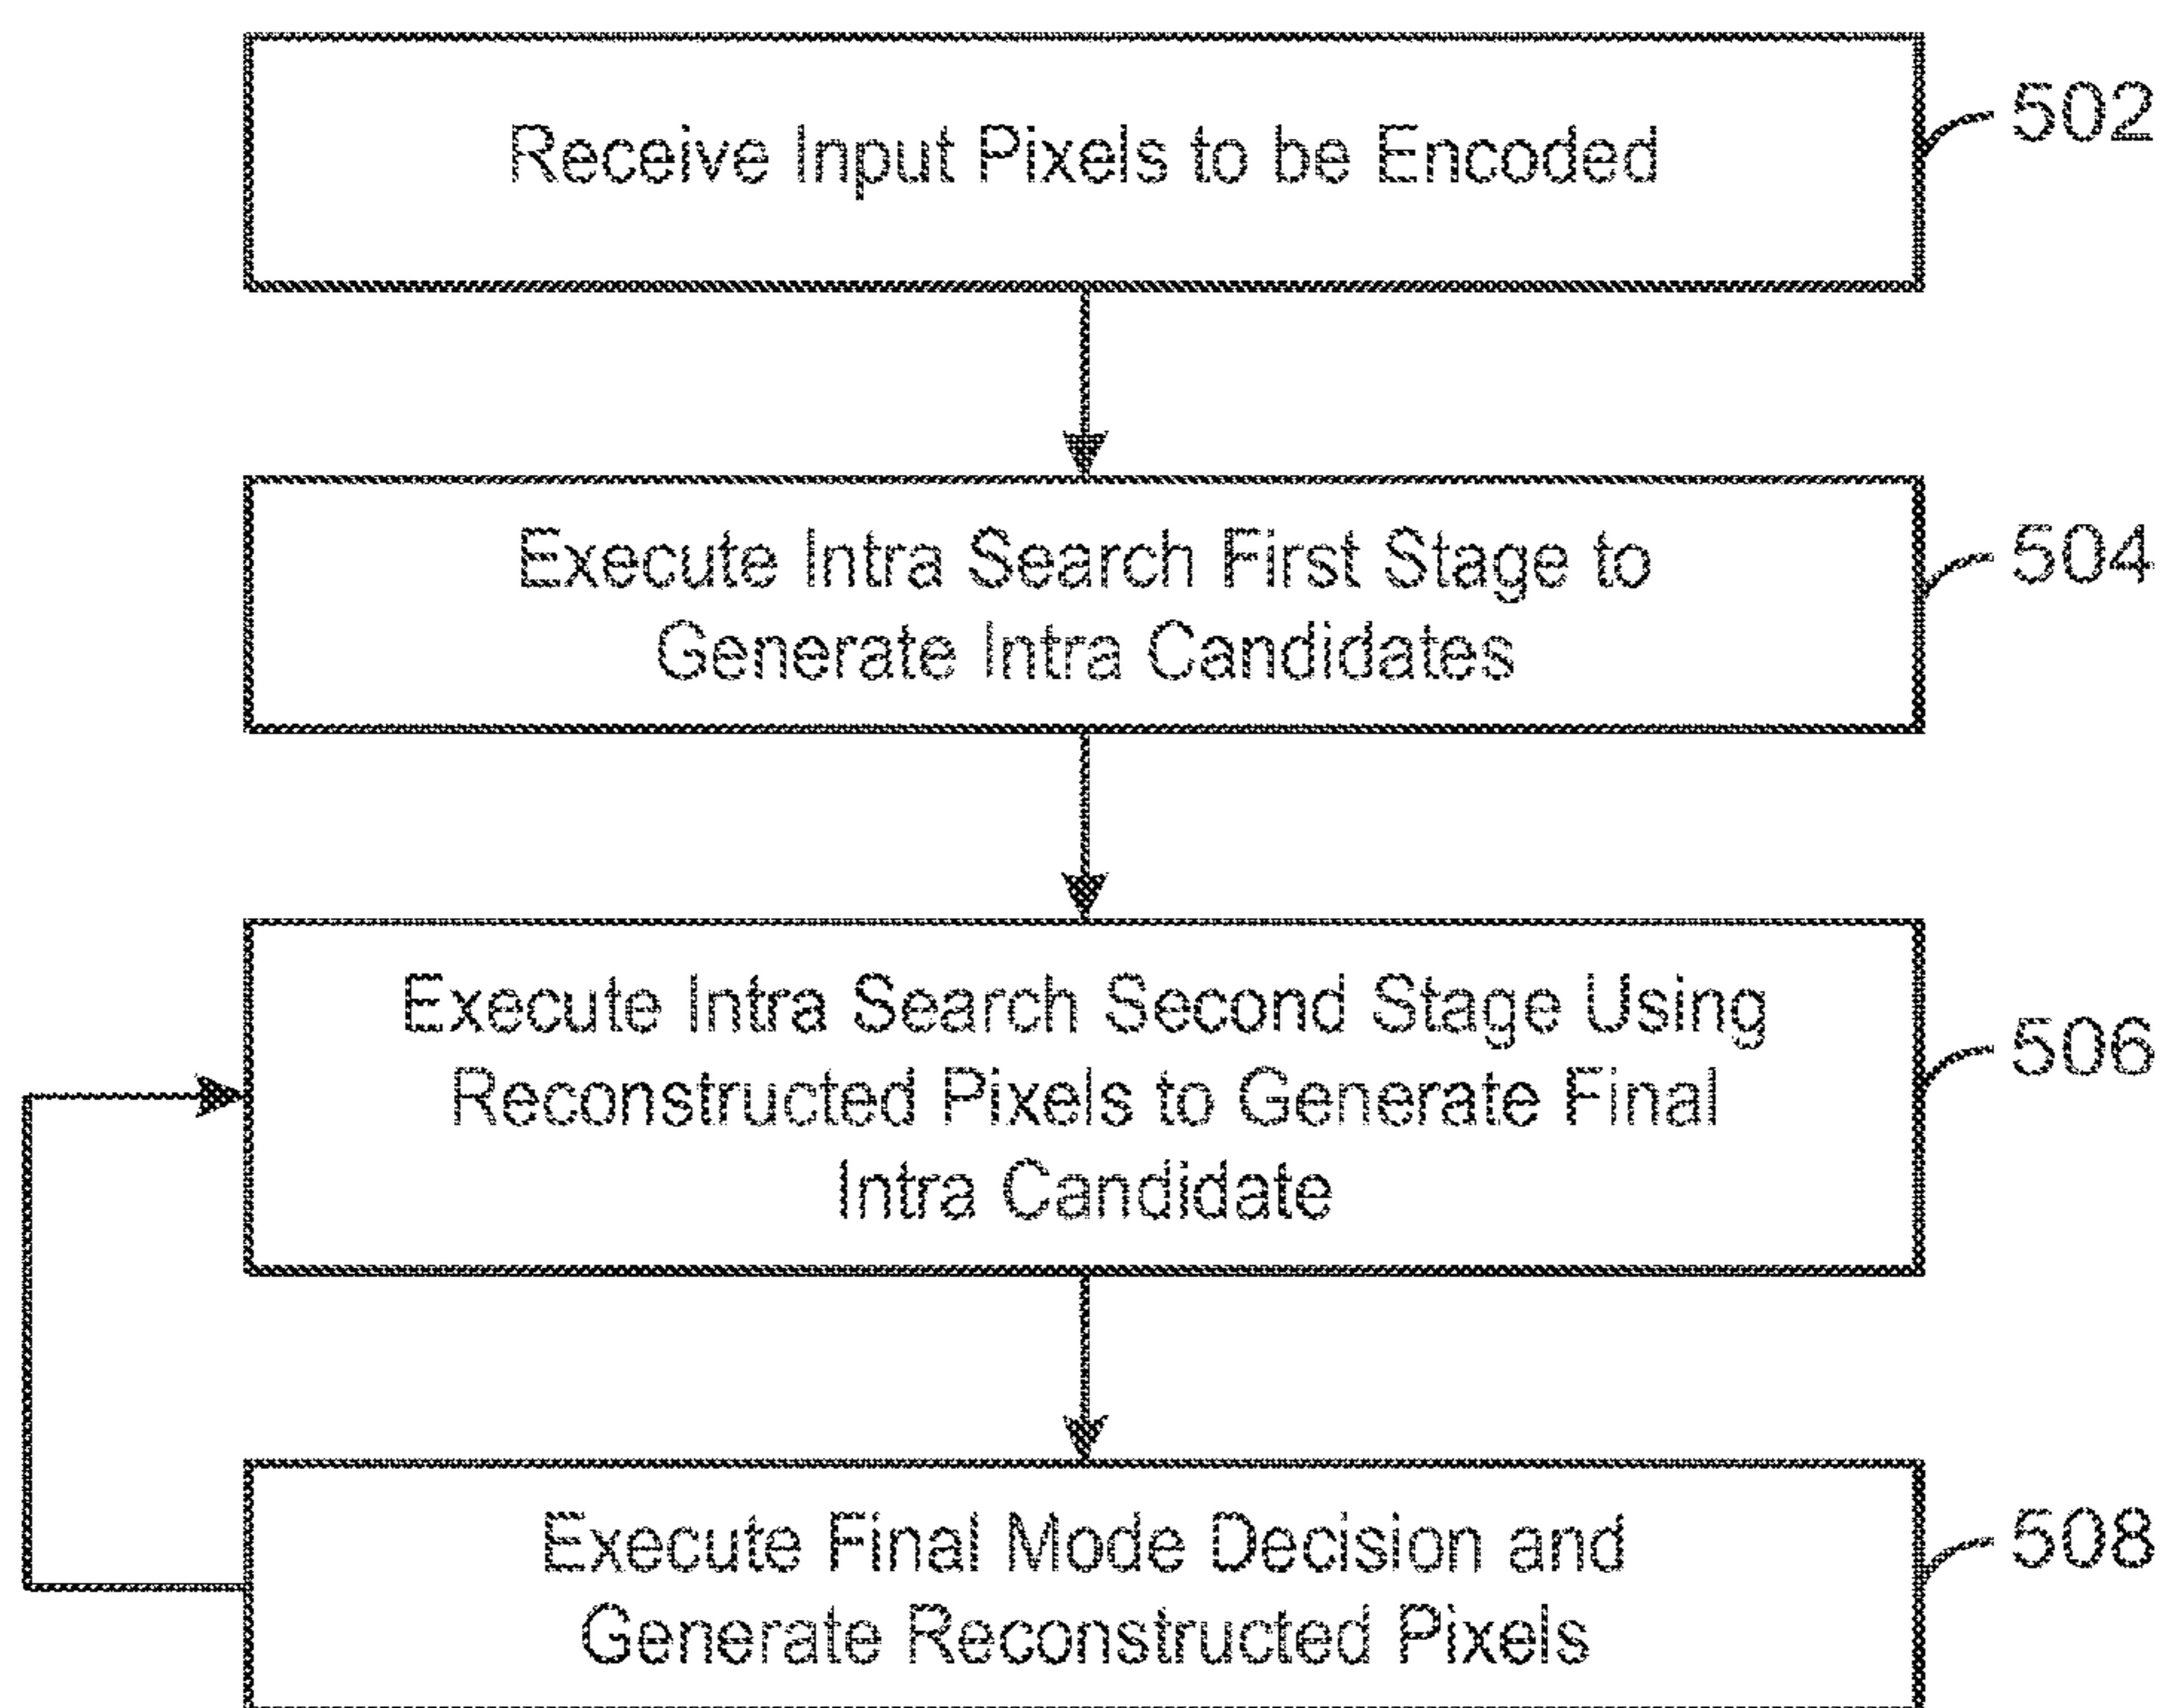 Receive Input Pixels to be Encoded
502
Execute Intra Search First Stage to
Generate Intra Candidates
504
Execute Intra Search Second Stage Using
Reconstructed Pixels to Generate Final
Intra Candidate
506
Execute Final Mode Decision and
Generate Reconstructed Pixels
508